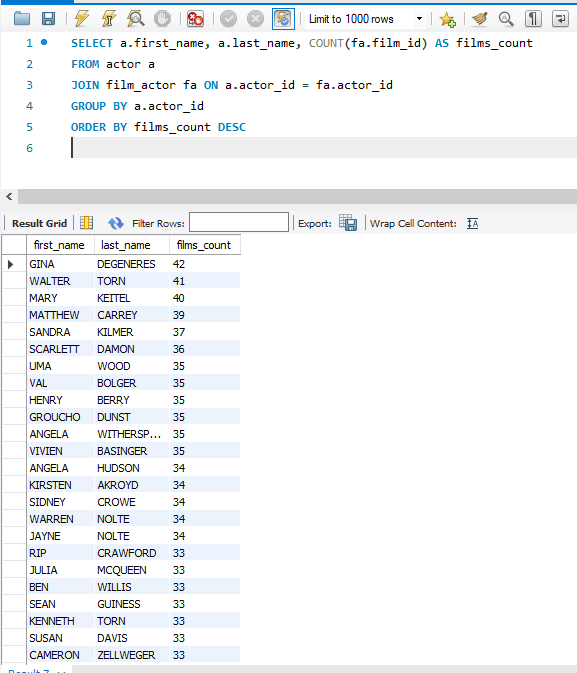 Limit to 1000 rows
1 SELECT a.first_name, a.last_name, COUNT(fa.film_id) AS films_count
2 FROM actor a
3 JOIN film_actor fa ON a.actor_id = fa.actor_id
4 GROUP BY a.actor_id
5 ORDER BY films_count DESC
6
Result Grid Filter Rows: Export: Wrap Cell Content:
first_name last_name films_count
GINA DEGENERES 42
WALTER TORN 41
MARY KEITEL 40
MATTHEW CARREY 39
SANDRA KILMER 37
SCARLETT DAMON 36
UMA WOOD 35
VAL BOLGER 35
HENRY BERRY 35
GROUCHO DUNST 35
ANGELA WITHERSP... 35
VIVIEN BASINGER 35
ANGELA HUDSON 34
KIRSTEN AKROYD 34
SIDNEY CROWE 34
WARREN NOLTE 34
JAYNE NOLTE 34
RIP CRAWFORD 33
JULIA MCQUEEN 33
BEN WILLIS 33
SEAN GUINESS 33
KENNETH TORN 33
SUSAN DAVIS 33
CAMERON ZELLWEGER 33